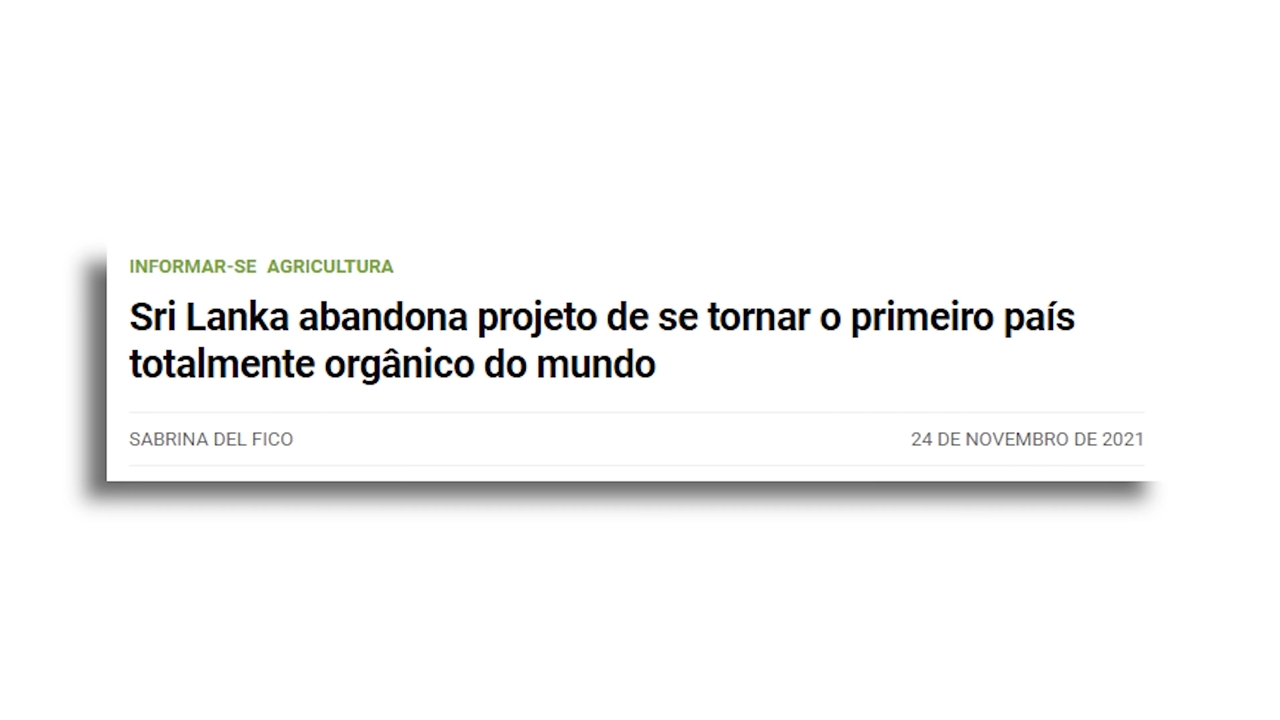 INFORMAR-SE AGRICULTURA
Sri Lanka abandona projeto de se tornar o primeiro país
totalmente orgânico do mundo
SABRINA DEL FICO
24 DE NOVEMBRO DE 2021